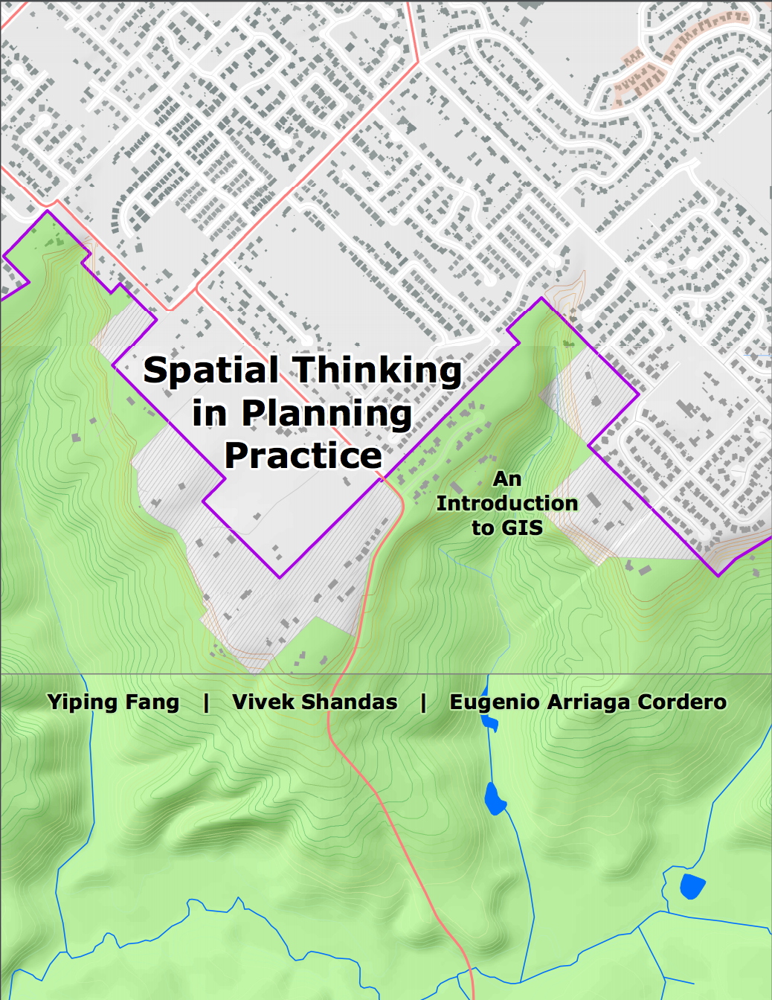 Spatial Thinking
in Planning
Practice
An
Introduction
to GIS
Yiping Fang | Vivek Shandas | Eugenio Arriaga Cordero